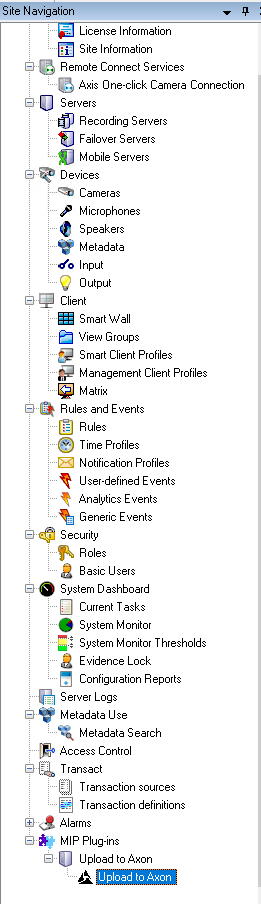 Site Navigation
License Information
Site Information
Remote Connect Services
Axis One-click Camera Connection
Servers
Recording Servers
Failover Servers
Mobile Servers
Devices
Cameras
Microphones
Speakers
Metadata
Input
Output
Client
Smart Wall
View Groups
Smart Client Profiles
Management Client Profiles
Matrix
Rules and Events
Rules
Time Profiles
Notification Profiles
User-defined Events
Analytics Events
Generic Events
Security
Roles
Basic Users
System Dashboard
Current Tasks
System Monitor
System Monitor Thresholds
Evidence Lock
Configuration Reports
Server Logs
Metadata Use
Metadata Search
Access Control
Transact
Transaction sources
Transaction definitions
Alarms
MIP Plug-ins
Upload to Axon
Upload to Axon